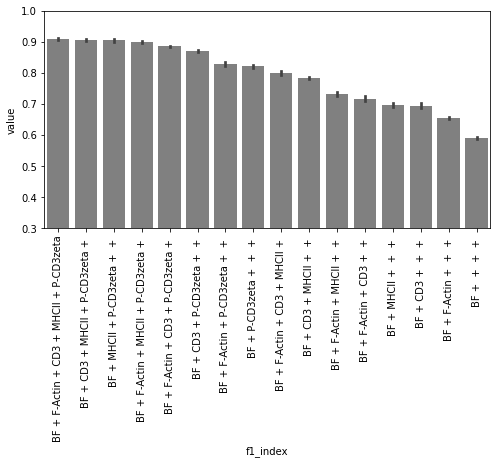 1.0
0.9
0.8
0.7
0.6
0.5
0.4
0.3
value
BF + F-Actin + CD3 + MHCII + P-CD3zeta
BF + CD3 + MHCII + P-CD3zeta +
BF + MHCII + P-CD3zeta + +
BF + F-Actin + MHCII + P-CD3zeta +
BF + F-Actin + CD3 + P-CD3zeta +
BF + CD3 + P-CD3zeta + +
BF + F-Actin + P-CD3zeta + +
BF + P-CD3zeta + + +
BF + F-Actin + CD3 + MHCII +
BF + CD3 + MHCII + +
BF + F-Actin + MHCII + +
BF + F-Actin + CD3 + +
BF + MHCII + + +
BF + CD3 + + +
BF + F-Actin + + +
BF + + + +
f1_index